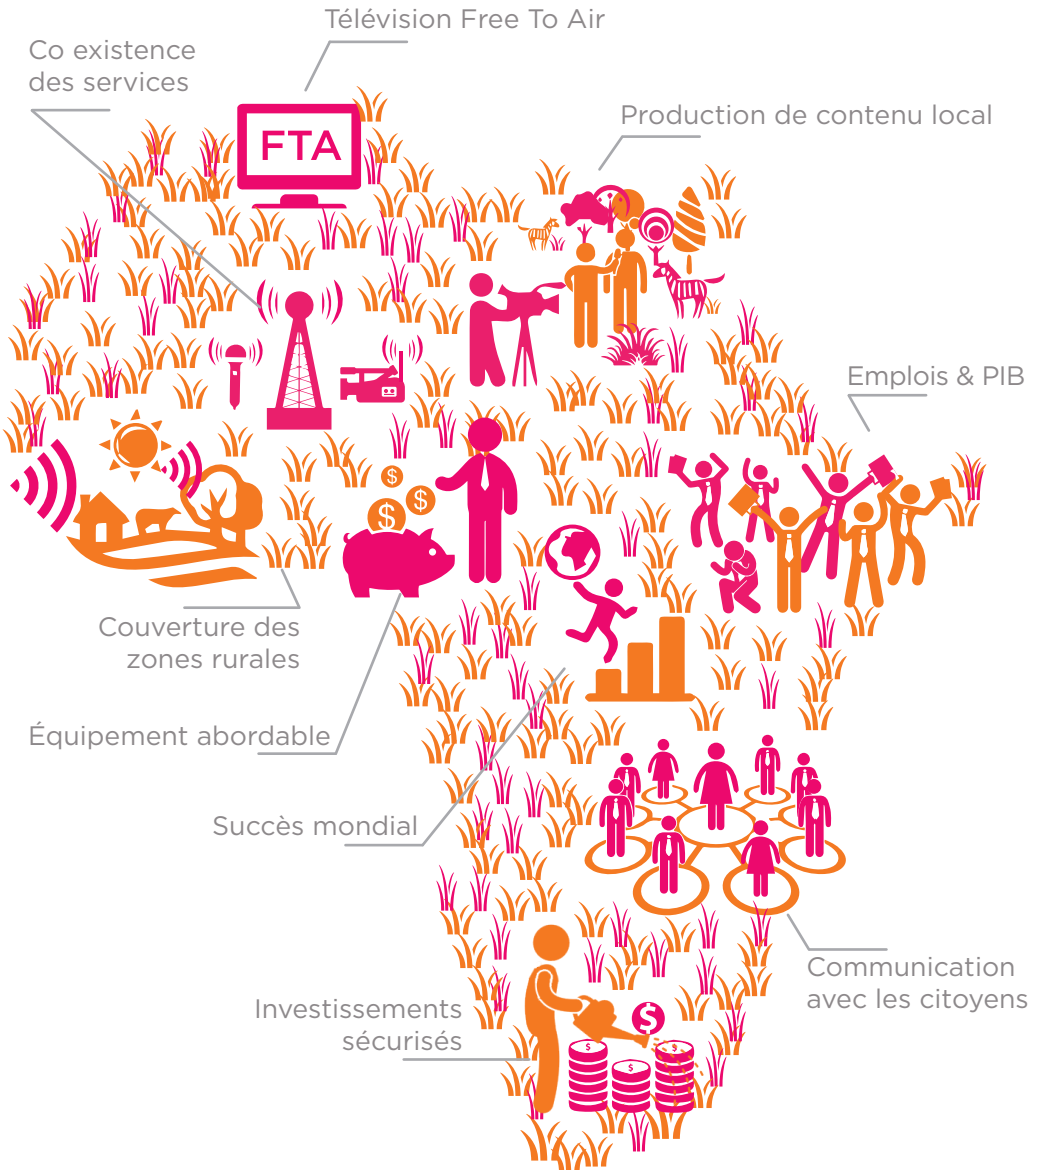 Télévision Free To Air
Co existence
des services
FTA
Production de contenu local
Emplois & PIB
$
$
$
Couverture des
zones rurales
Équipement abordable
Succès mondial
Communication
avec les citoyens
Investissements
sécurisés
$
$
$
$